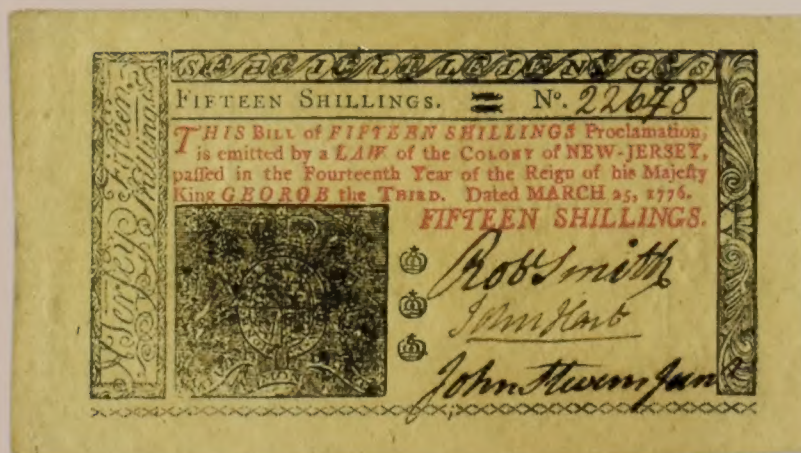 A Jersey Fifteen Shillings
FIFTEEN SHILLINGS. No. 22678
THIS BILL of FIFTEEN SHILLINGS Proclamation,
is emitted by a LAW of the COLONY of NEW-JERSEY,
paſſed in the Fourteenth Year of the Reign of his Majeſty
King GEORGE the THIRD. Dated MARCH 25, 1776.
FIFTEEN SHILLINGS.
Robt Smith
John Hart
John Stevens Junr